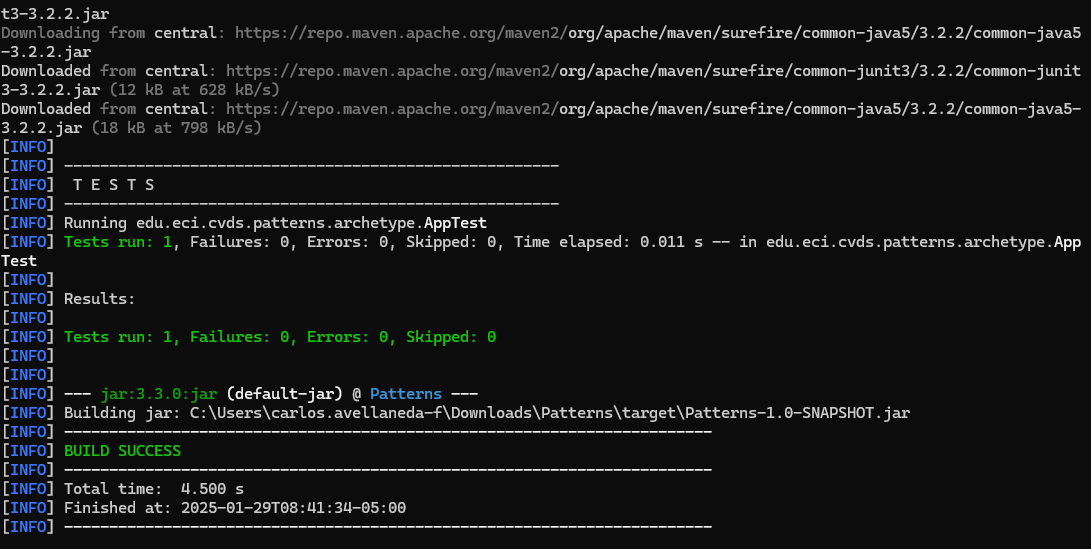 t3-3.2.2.jar
Downloading from central: https://repo.maven.apache.org/maven2/org/apache/maven/surefire/common-java5/3.2.2/common-java5
-3.2.2.jar
Downloaded from central: https://repo.maven.apache.org/maven2/org/apache/maven/surefire/common-junit3/3.2.2/common-junit
3-3.2.2.jar (12 kB at 628 kB/s)
Downloaded from central: https://repo.maven.apache.org/maven2/org/apache/maven/surefire/common-java5/3.2.2/common-java5-
3.2.2.jar (18 kB at 798 kB/s)
[INFO]
[INFO] -------------------------------------------------------
[INFO]  T E S T S
[INFO] -------------------------------------------------------
[INFO] Running edu.eci.cvds.patterns.archetype.AppTest
[INFO] Tests run: 1, Failures: 0, Errors: 0, Skipped: 0, Time elapsed: 0.011 s -- in edu.eci.cvds.patterns.archetype.App
Test
[INFO]
[INFO] Results:
[INFO]
[INFO] Tests run: 1, Failures: 0, Errors: 0, Skipped: 0
[INFO]
[INFO]
[INFO] --- jar:3.3.0:jar (default-jar) @ Patterns ---
[INFO] Building jar: C:\Users\carlos.avellaneda-f\Downloads\Patterns\target\Patterns-1.0-SNAPSHOT.jar
[INFO] ------------------------------------------------------------------------
[INFO] BUILD SUCCESS
[INFO] ------------------------------------------------------------------------
[INFO] Total time:  4.500 s
[INFO] Finished at: 2025-01-29T08:41:34-05:00
[INFO] ------------------------------------------------------------------------